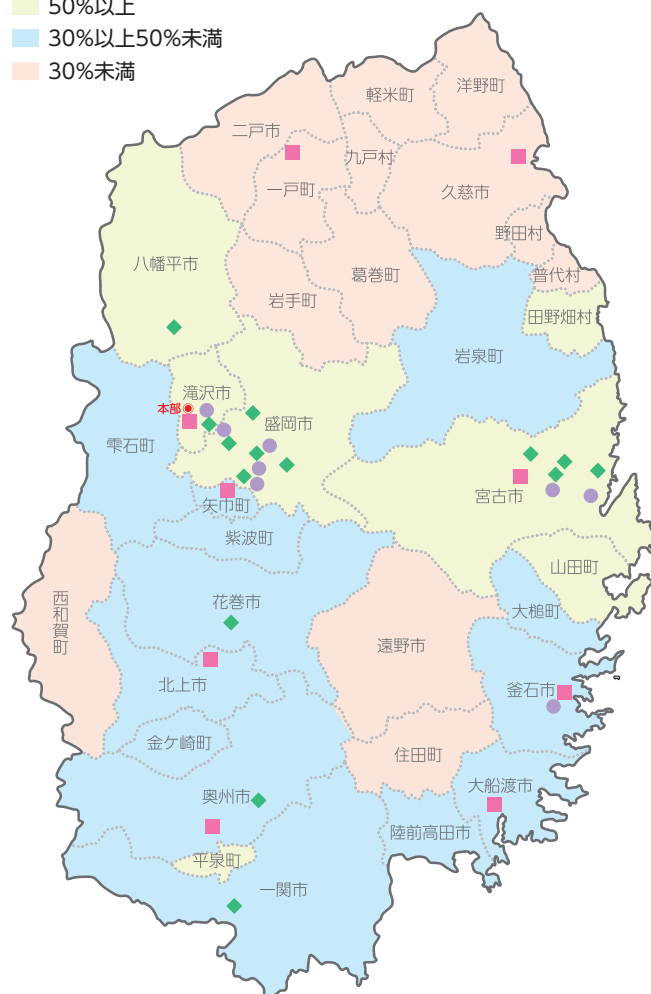 50%以上
30%以上50%未満
30%未満
洋野町
軽米町
二戸市
九戸村
一戸町
久慈市
野田村
八幡平市
葛巻町
普代村
岩手町
田野畑村
岩泉町
滝沢市
本部
盛岡市
雫石町
宮古市
矢巾町
紫波町
山田町
西和賀町
花巻市
大槌町
遠野市
北上市
釜石市
金ケ崎町
住田町
大船渡市
奥州市
陸前高田市
平泉町
一関市